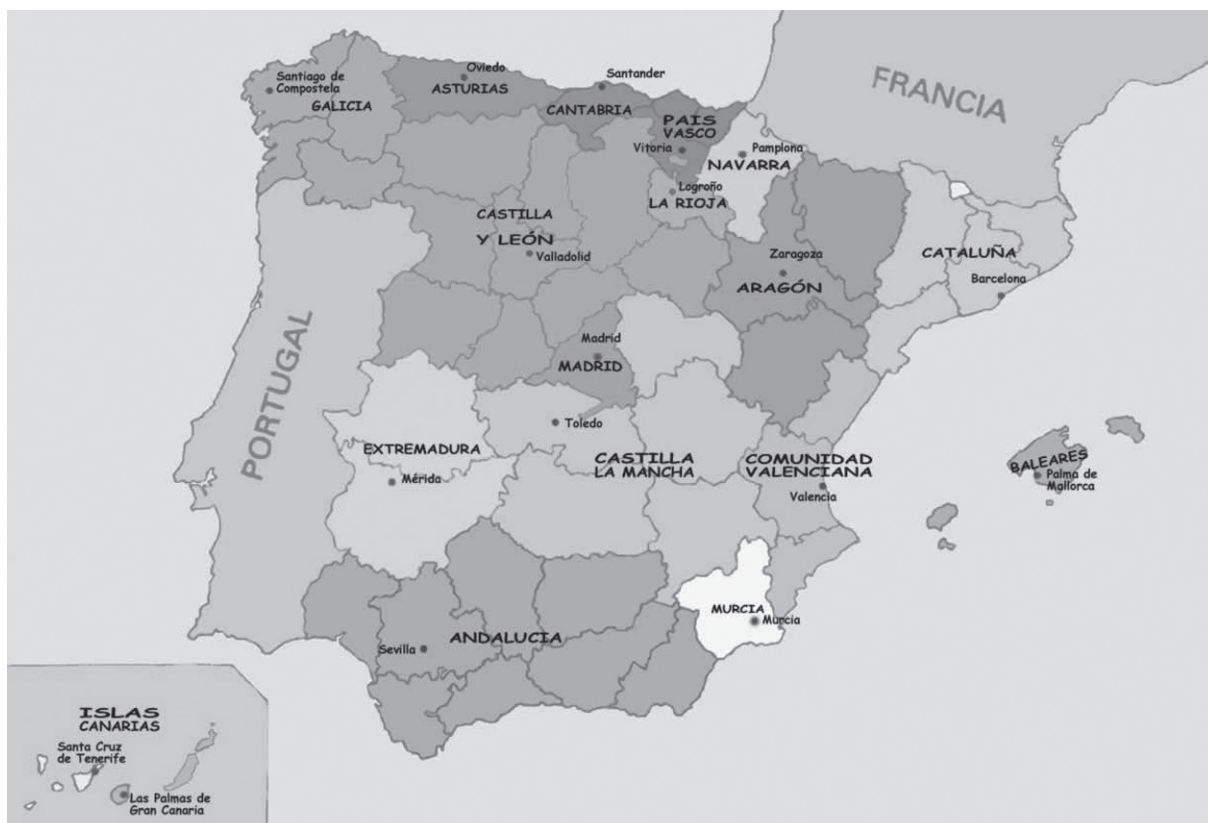 FRANCIA
Oviedo
ASTURIAS
Santander
CANTABRIA
Santiago de
Compostela
GALICIA
PAIS
VASCO
Vitoria
Pamplona
NAVARRA
Logroño
LA RIOJA
CASTILLA
Y LEÓN
Valladolid
Zaragoza
ARAGÓN
CATALUÑA
Barcelona
PORTUGAL
Madrid
MADRID
Toledo
EXTREMADURA
Mérida
CASTILLA
LA MANCHA
COMUNIDAD
VALENCIANA
Valencia
BALEARES
Palma de
Mallorca
MURCIA
Murcia
ANDALUCIA
Sevilla
ISLAS
CANARIAS
Santa Cruz
de Tenerife
Las Palmas de
Gran Canaria